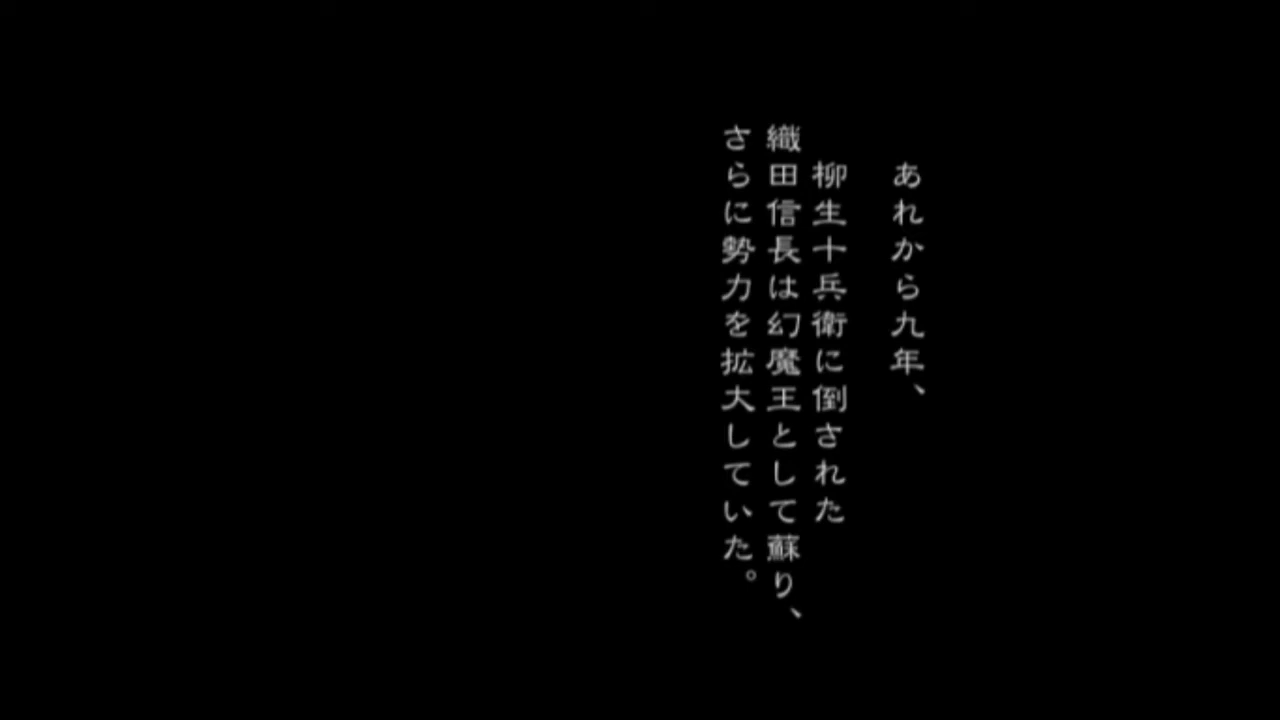 あれから九年、
柳生十兵衛に倒された
織田信長は幻魔王として蘇り、
さらに勢力を拡大していた。